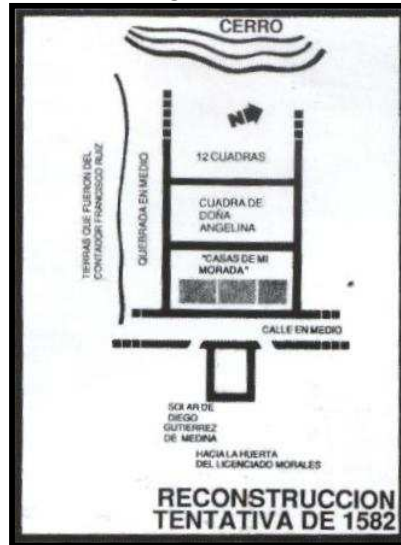 CERRO
N
12 CUADRAS
TIERRAS QUE FUERON DEL
CONTADOR FRANCISCO RUIZ
QUEBRADA EN MEDIO
CUADRA DE
DOÑA
ANGELINA
"CASAS DE MI
MORADA"
CALLE EN MEDIO
SOLAR DE
DIEGO
GUTIERREZ
DE MEDINA
HACIA LA HUERTA
DEL LICENCIADO MORALES
RECONSTRUCCION
TENTATIVA DE 1582